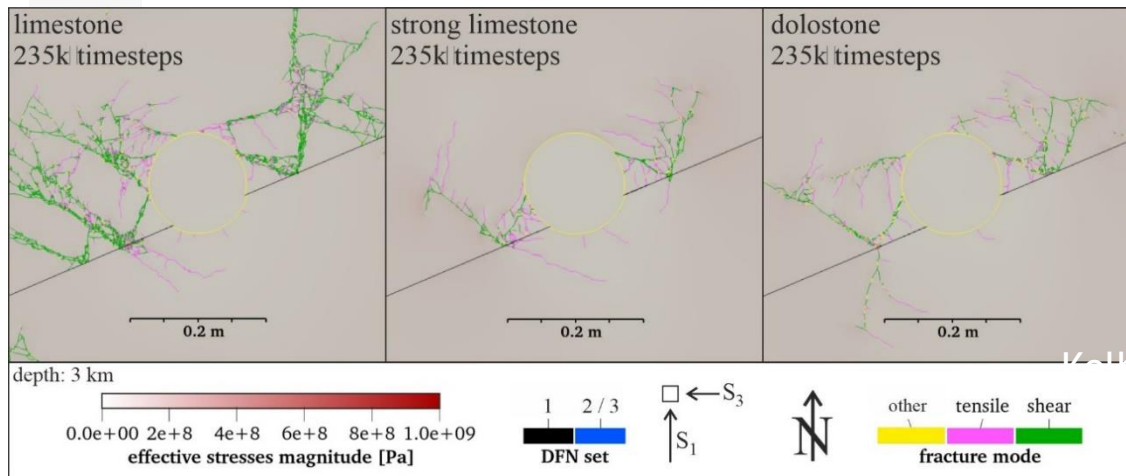 limestone
235k timesteps
strong limestone
235k timesteps
dolostone
235k timesteps
0.2 m
0.2 m
0.2 m
depth: 3 km
0.0e+00 2e+8 4e+8 6e+8 8e+8 1.0e+09
effective stresses magnitude [Pa]
1 2 / 3
DFN set
S3
S1
N
other tensile shear
fracture mode